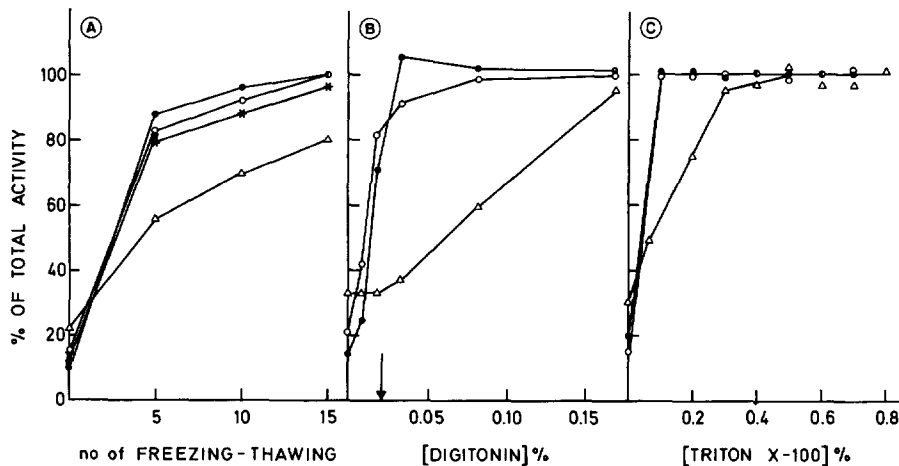 A
B
C
% OF TOTAL ACTIVITY
100
80
60
40
20
0
5
10
15
0.05
0.10
0.15
0.2
0.4
0.6
0.8
no of FREEZING-THAWING
[DIGITONIN]%
[TRITON X-100]%